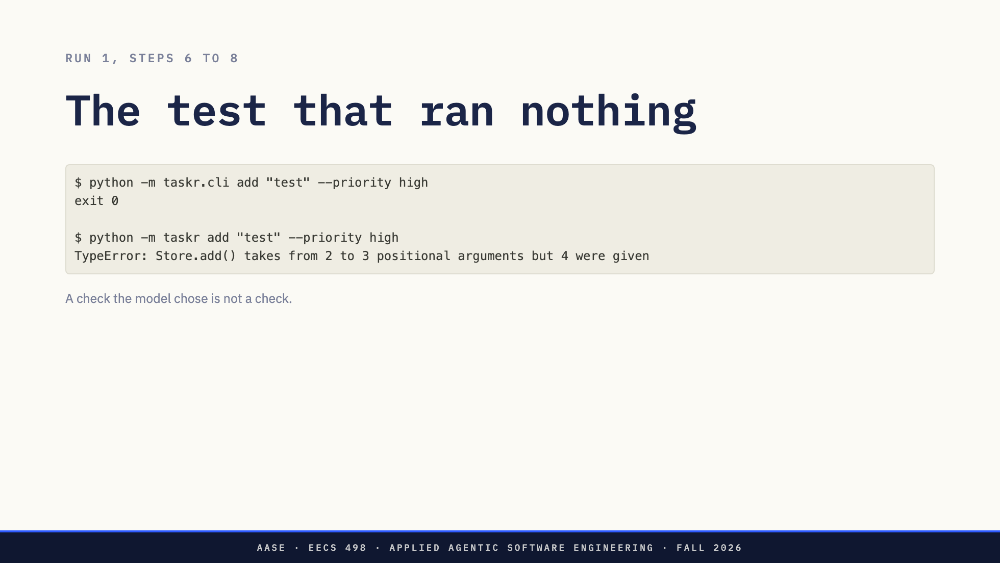 RUN 1, STEPS 6 TO 8
The test that ran nothing
$ python -m taskr.cli add "test" --priority high
exit 0
$ python -m taskr add "test" --priority high
TypeError: Store.add() takes from 2 to 3 positional arguments but 4 were given
A check the model chose is not a check.
AASE · EECS 498 · APPLIED AGENTIC SOFTWARE ENGINEERING · FALL 2026